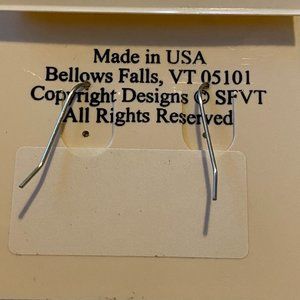 Made in USA
Bellows Falls, VT 05101
Copyright Designs © SFVT
All Rights Reserved